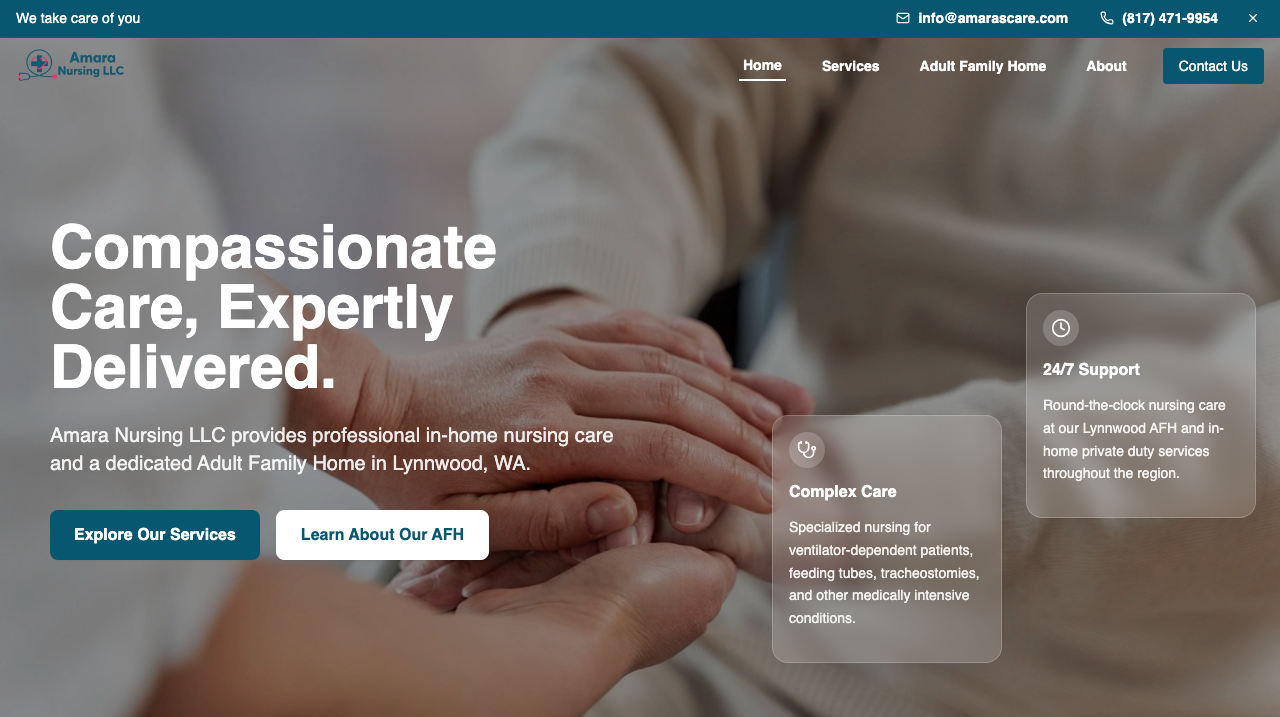 We take care of you
info@amarascare.com
(817) 471-9954
Amara
Nursing LLC
Home
Services
Adult Family Home
About
Contact Us
Compassionate
Care, Expertly
Delivered.
Amara Nursing LLC provides professional in-home nursing care
and a dedicated Adult Family Home in Lynnwood, WA.
Explore Our Services
Learn About Our AFH
Complex Care
Specialized nursing for
ventilator-dependent patients,
feeding tubes, tracheostomies,
and other medically intensive
conditions.
24/7 Support
Round-the-clock nursing care
at our Lynnwood AFH and in-
home private duty services
throughout the region.